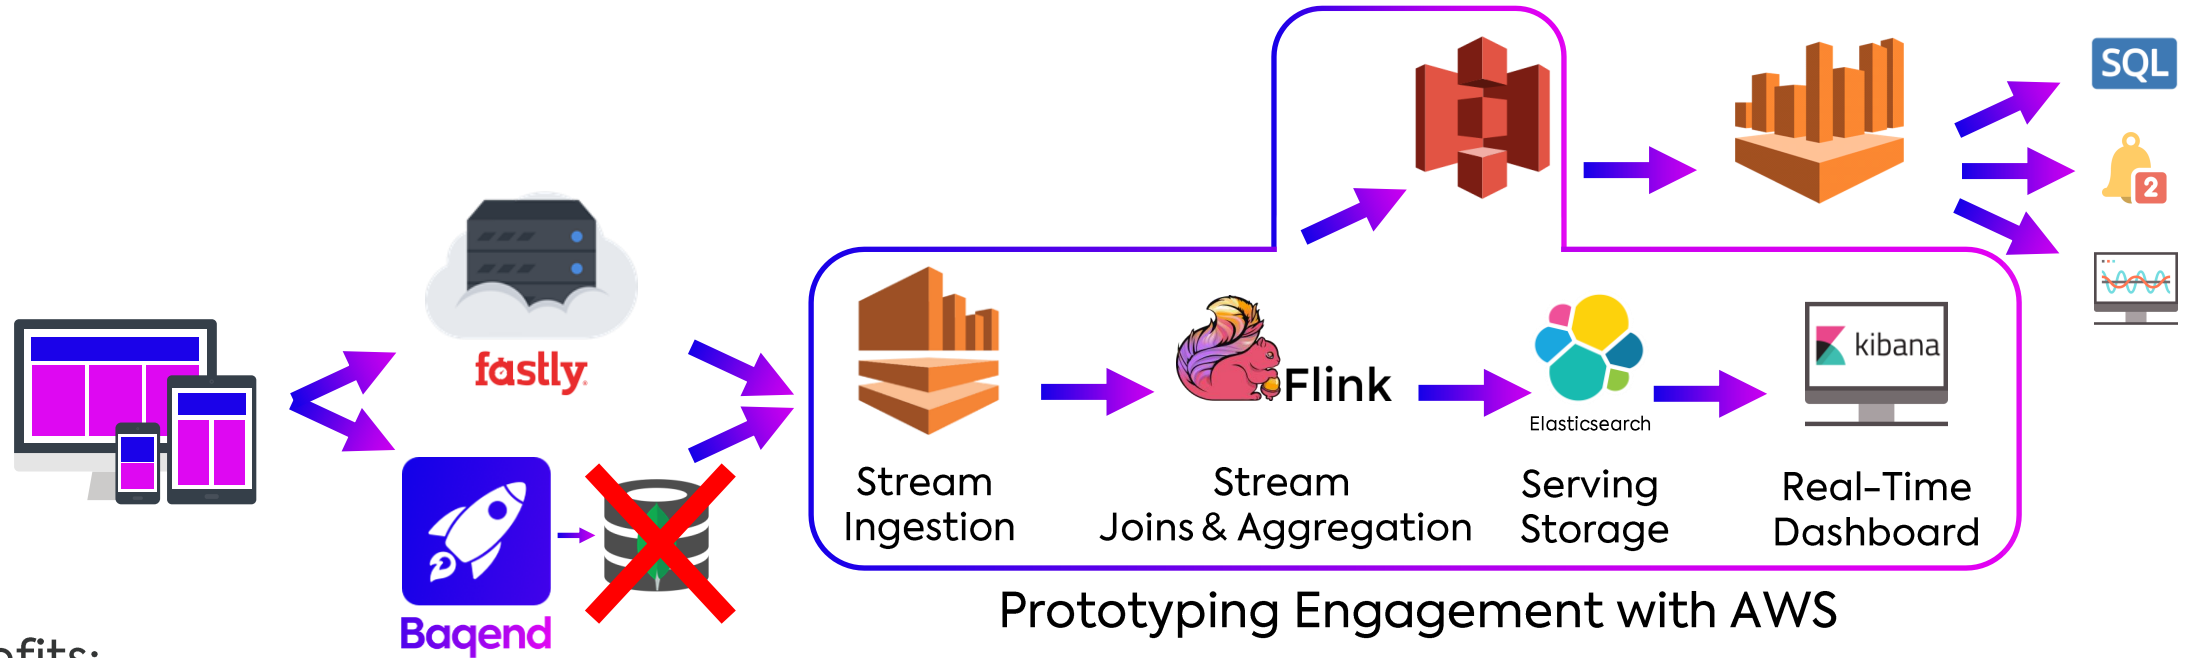 SQL
2
fastly
kibana
Flink
Elasticsearch
Stream
Ingestion
Stream
Joins & Aggregation
Serving
Storage
Real-Time
Dashboard
Baqend
Prototyping Engagement with AWS